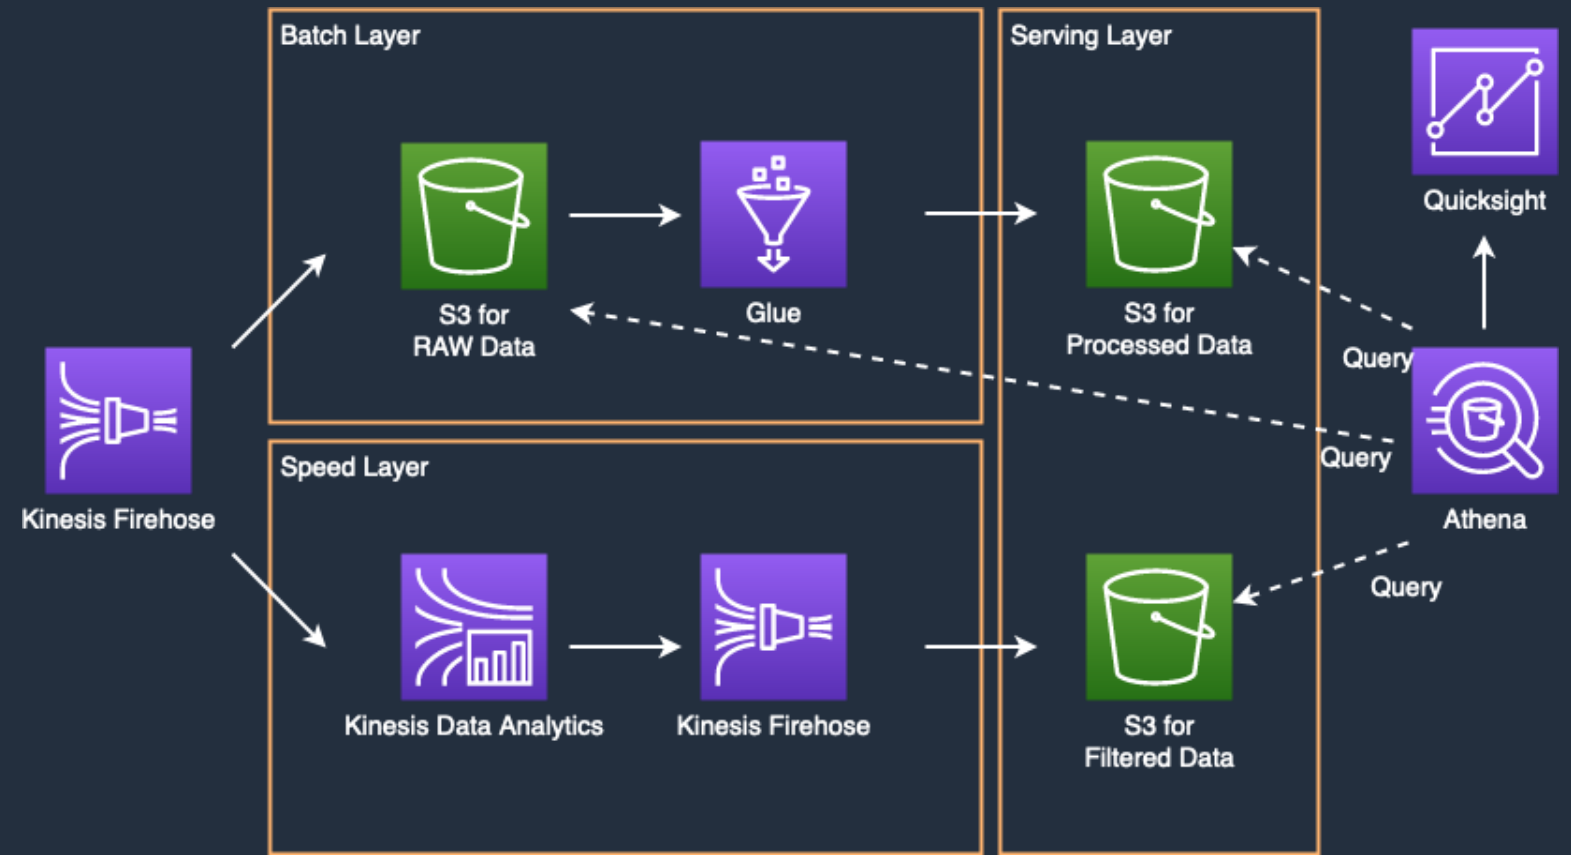 Batch Layer
Serving Layer
Quicksight
S3 for
RAW Data
Glue
S3 for
Processed Data
Query
Query
Kinesis Firehose
Athena
Speed Layer
Query
Kinesis Data Analytics
Kinesis Firehose
S3 for
Filtered Data